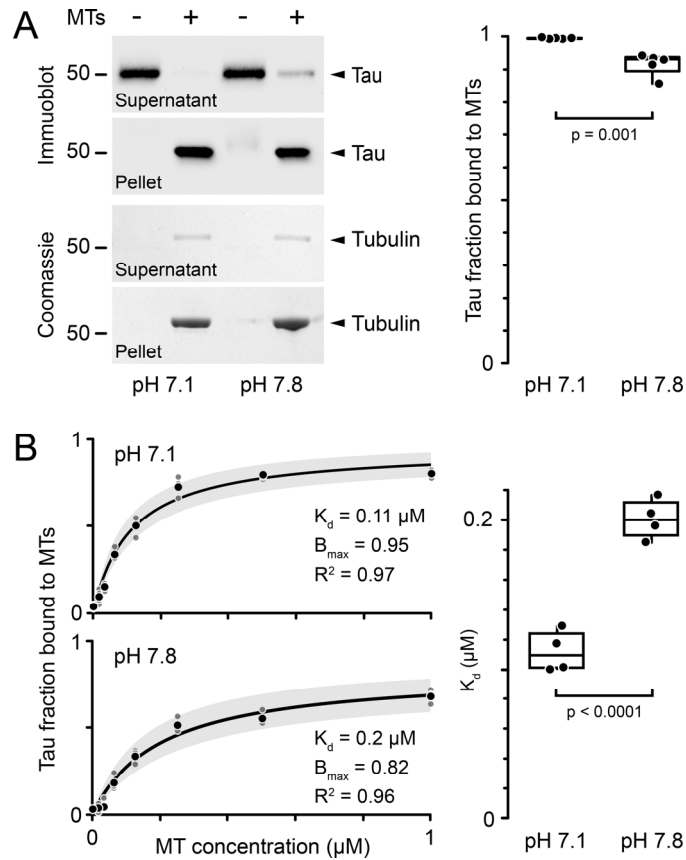 A
MTs - + - +
Immuoblot
50
Tau
Supernatant
50
Tau
Pellet
Coomassie
50
Tubulin
Supernatant
50
Tubulin
Pellet
pH 7.1 pH 7.8
Tau fraction bound to MTs
1
p = 0.001
0
pH 7.1 pH 7.8
B
Tau fraction bound to MTs
1
pH 7.1
Kd = 0.11 µM
Bmax = 0.95
R2 = 0.97
0
1
pH 7.8
Kd = 0.2 µM
Bmax = 0.82
R2 = 0.96
0
0 1
MT concentration (µM)
Kd (µM)
0.2
p < 0.0001
0
pH 7.1 pH 7.8